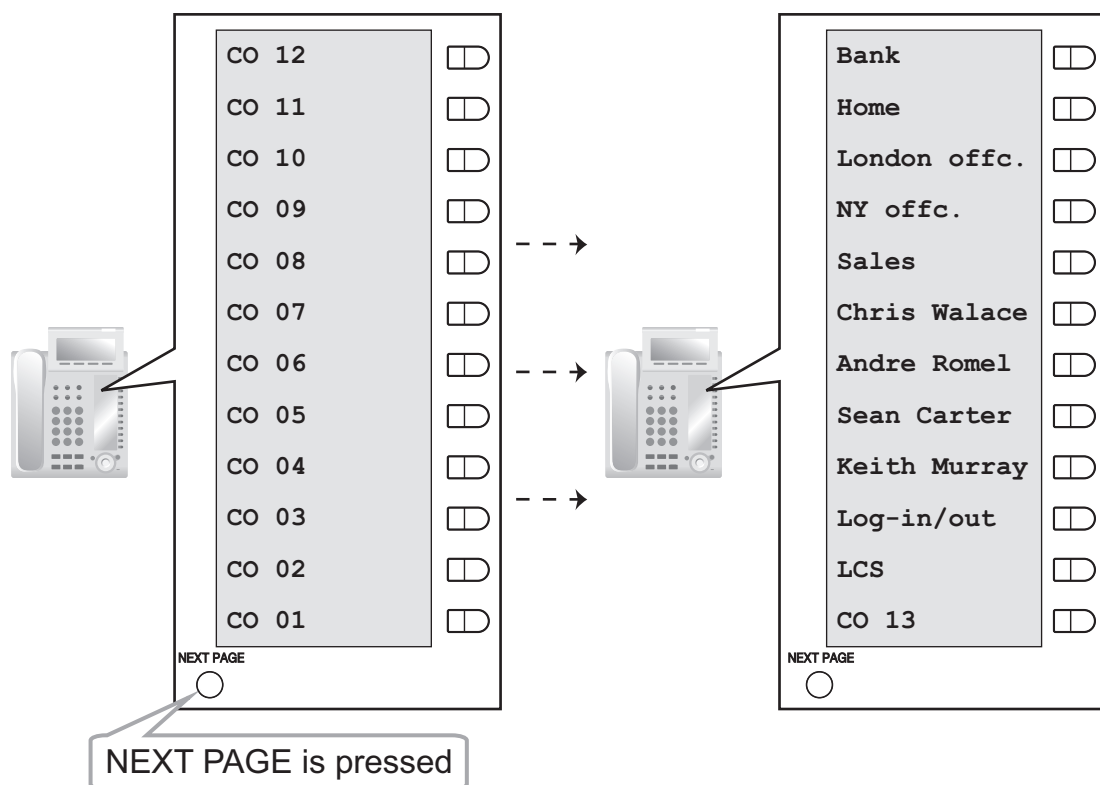 CO 12
CO 11
CO 10
CO 09
CO 08
CO 07
CO 06
CO 05
CO 04
CO 03
CO 02
CO 01
NEXT PAGE
NEXT PAGE is pressed
Bank
Home
London offc.
NY offc.
Sales
Chris Walace
Andre Romel
Sean Carter
Keith Murray
Log-in/out
LCS
CO 13
NEXT PAGE